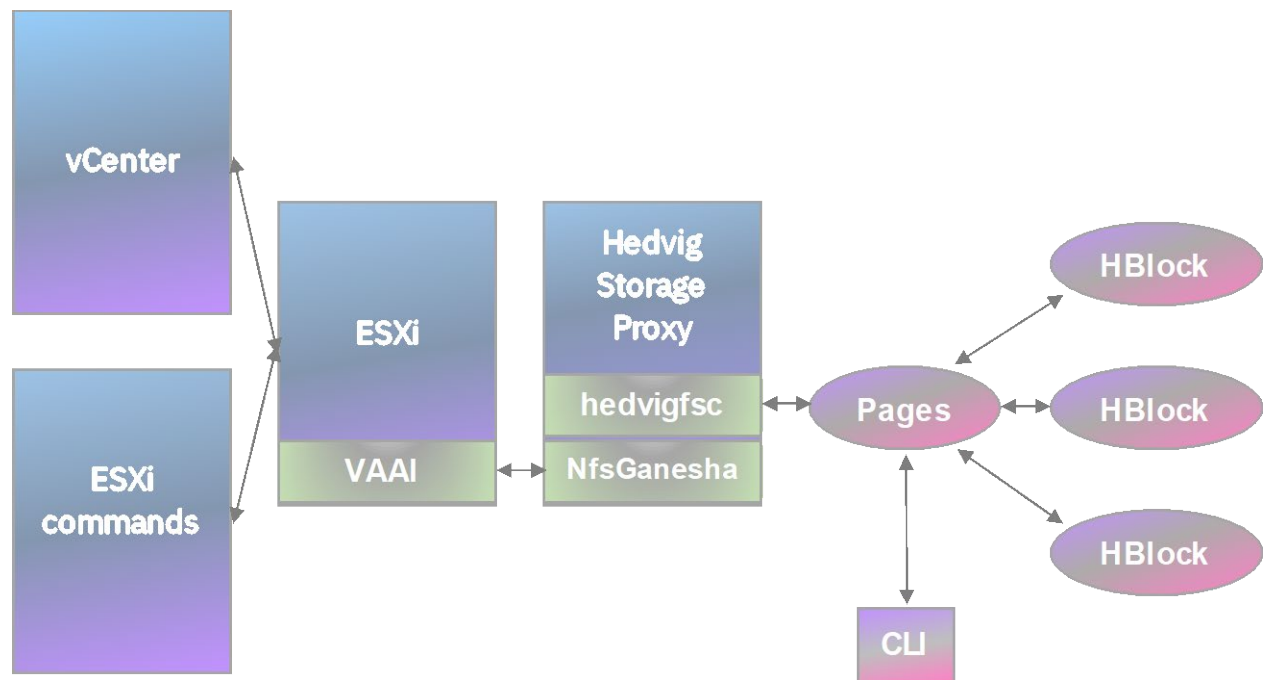 vCenter
ESXi
commands
ESXi
VAAI
Hedvig
Storage
Proxy
hedvigfsc
NfsGanesha
Pages
HBlock
HBlock
HBlock
CLI